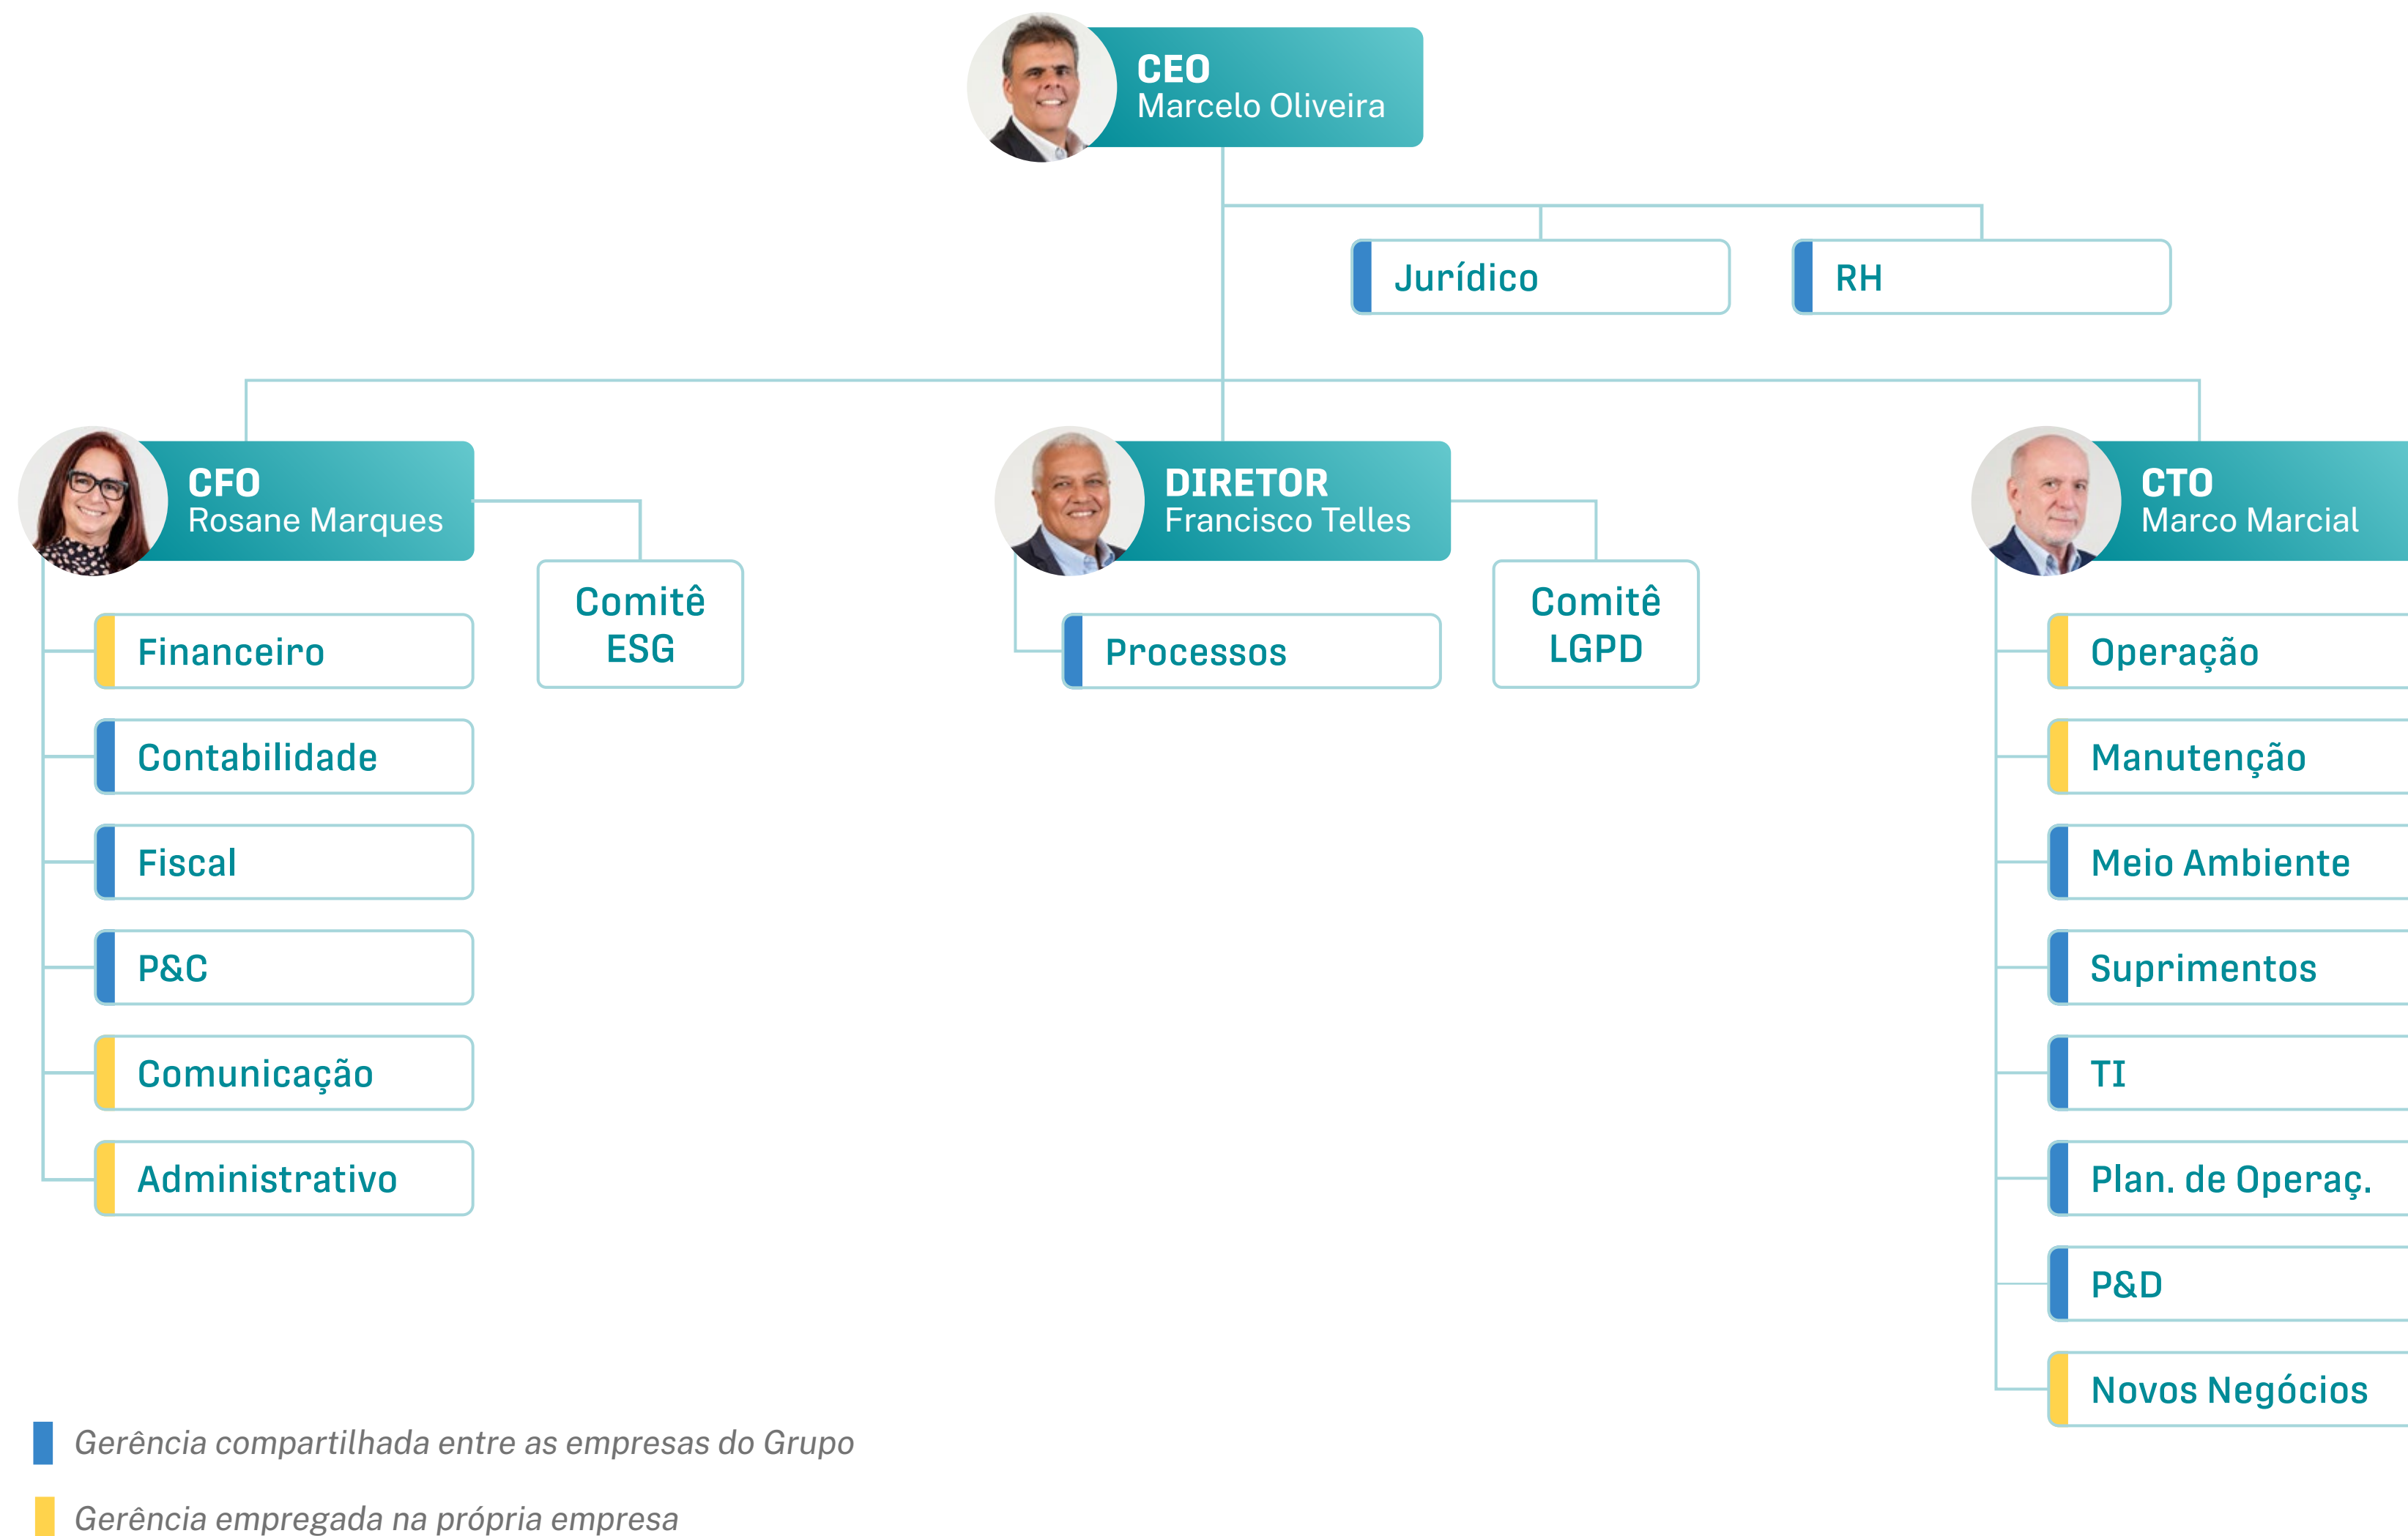 CEO
Marcelo Oliveira
Jurídico
RH
CFO
Rosane Marques
Comitê
ESG
Financeiro
Contabilidade
Fiscal
P&C
Comunicação
Administrativo
DIRETOR
Francisco Telles
Comitê
LGPD
Processos
CTO
Marco Marcial
Operação
Manutenção
Meio Ambiente
Suprimentos
TI
Plan. de Operaç.
P&D
Novos Negócios
Gerência compartilhada entre as empresas do Grupo
Gerência empregada na própria empresa